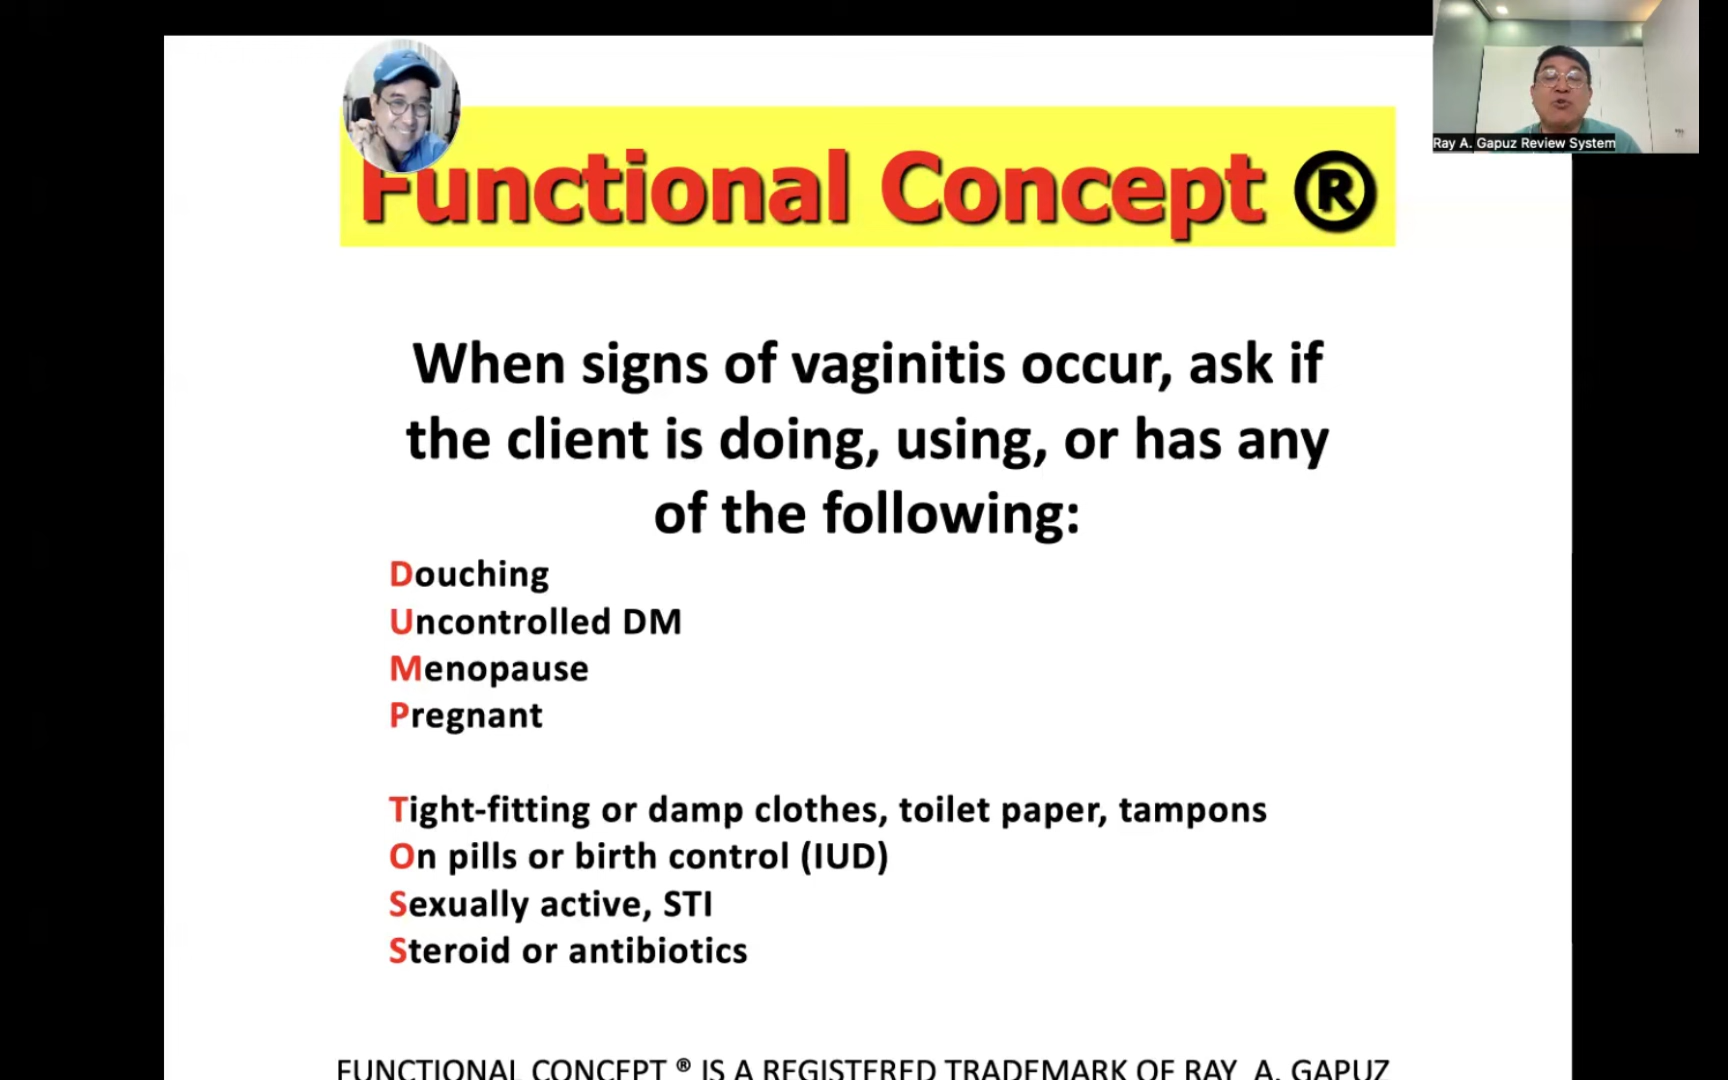 Ray A. Gapuz Review System
Functional Concept ®
When signs of vaginitis occur, ask if
the client is doing, using, or has any
of the following:
Douching
Uncontrolled DM
Menopause
Pregnant
Tight-fitting or damp clothes, toilet paper, tampons
On pills or birth control (IUD)
Sexually active, STI
Steroid or antibiotics
FUNCTIONAL CONCEPT ® IS A REGISTERED TRADEMARK OF RAY A. GAPUZ